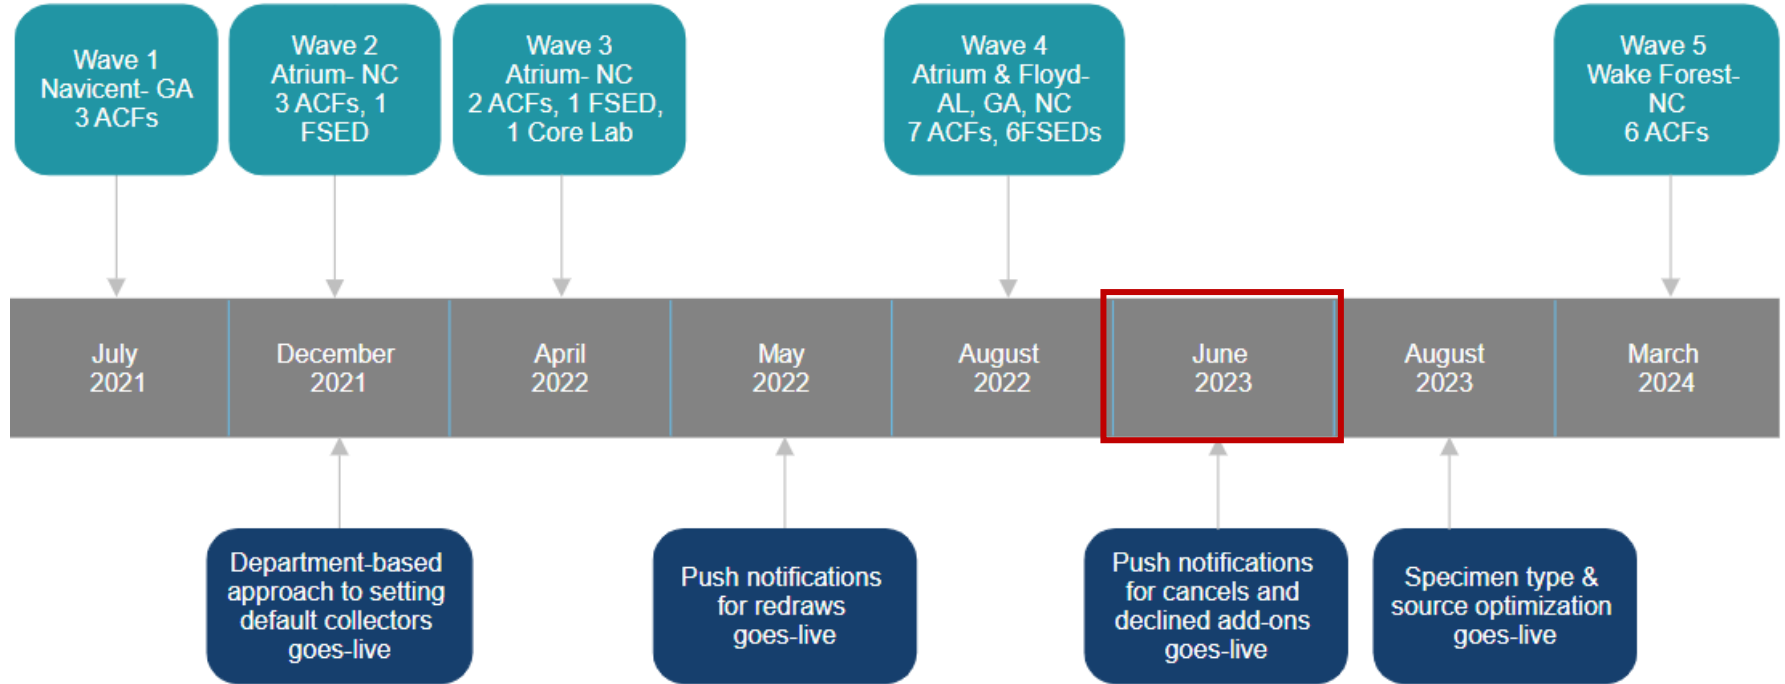 Wave 1
Navicent- GA
3 ACFs
Wave 2
Atrium- NC
3 ACFs, 1
FSED
Wave 3
Atrium- NC
2 ACFs, 1 FSED,
1 Core Lab
Wave 4
Atrium & Floyd-
AL, GA, NC
7 ACFs, 6FSEDs
Wave 5
Wake Forest-
NC
6 ACFs
July
2021
December
2021
April
2022
May
2022
August
2022
June
2023
August
2023
March
2024
Department-based
approach to setting
default collectors
goes-live
Push notifications
for redraws
goes-live
Push notifications
for cancels and
declined add-ons
goes-live
Specimen type &
source optimization
goes-live